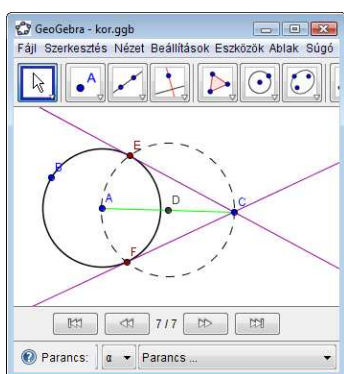 GeoGebra - kor.ggb
Fájl Szerkesztés Nézet Beállítások Eszközök Ablak Súgó
A
E
B
A
D
C
F
7 / 7
Parancs:
α
Parancs ...